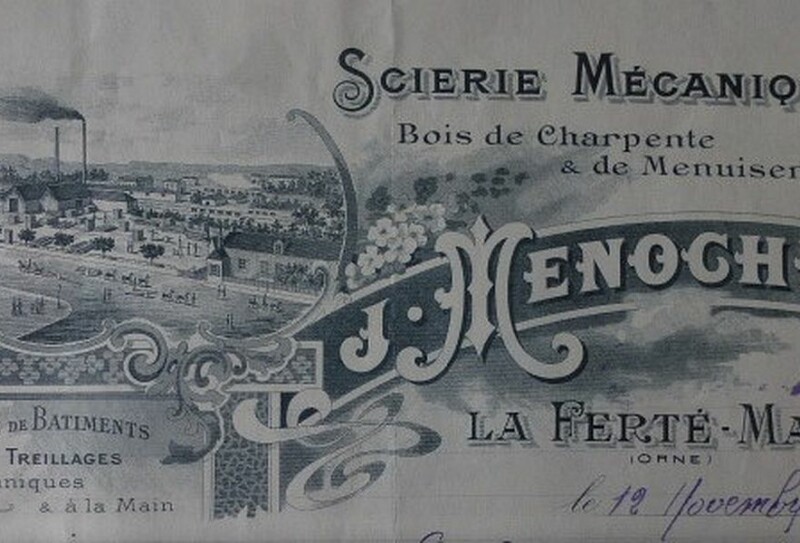 SCIERIE MÉCANIQ
Bois de Charpente
& de Menuiser
J. MENOCH
LA FERTÉ-MA
(ORNE)
le 12 Novemb
DE BATIMENTS
TREILLAGES
niques
& à la Main